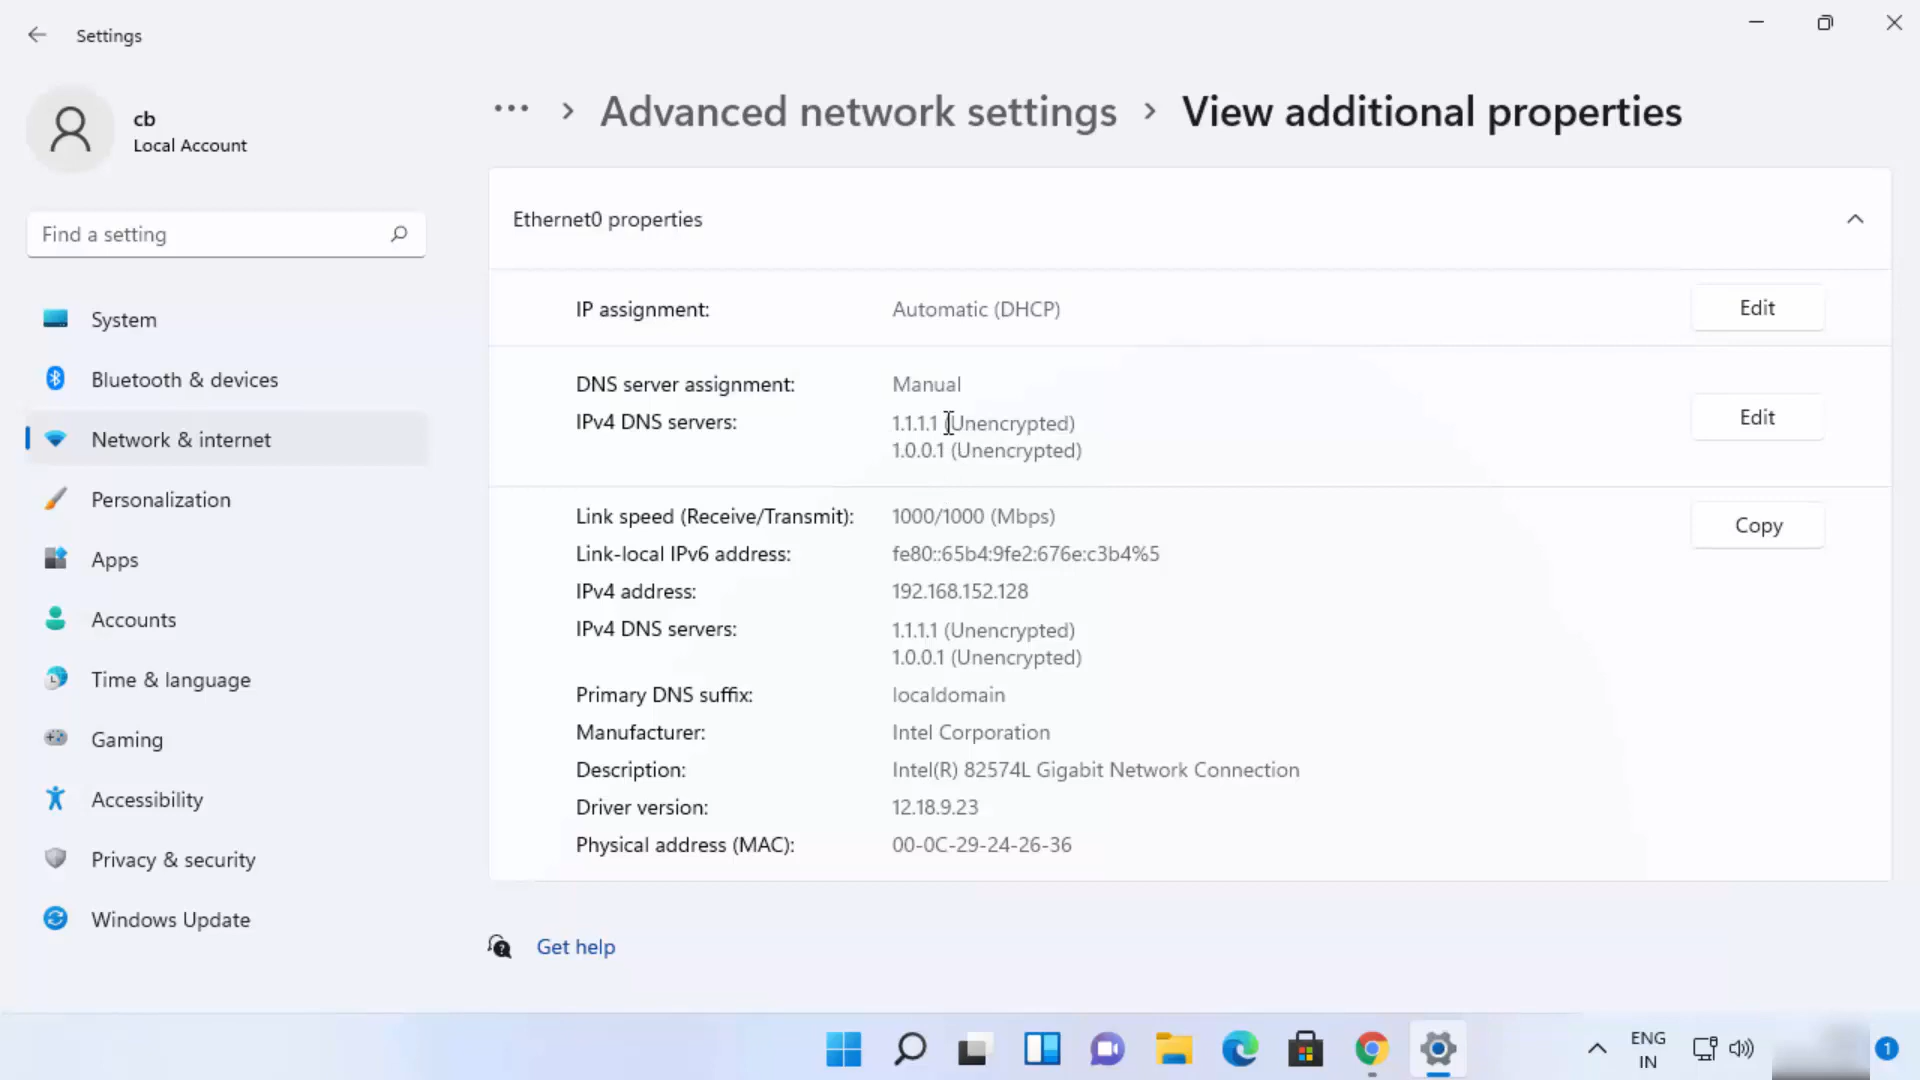 Settings
cb
Local Account
Find a setting
System
Bluetooth & devices
Network & internet
Personalization
Apps
Accounts
Time & language
Gaming
Accessibility
Privacy & security
Windows Update
... > Advanced network settings > View additional properties
Ethernet0 properties
IP assignment: Automatic (DHCP) Edit
DNS server assignment: Manual
IPv4 DNS servers: 1.1.1.1 (Unencrypted) Edit
1.0.0.1 (Unencrypted)
Link speed (Receive/Transmit): 1000/1000 (Mbps) Copy
Link-local IPv6 address: fe80::65b4:9fe2:676e:c3b4%5
IPv4 address: 192.168.152.128
IPv4 DNS servers: 1.1.1.1 (Unencrypted)
1.0.0.1 (Unencrypted)
Primary DNS suffix: localdomain
Manufacturer: Intel Corporation
Description: Intel(R) 82574L Gigabit Network Connection
Driver version: 12.18.9.23
Physical address (MAC): 00-0C-29-24-26-36
Get help
ENG
IN
1